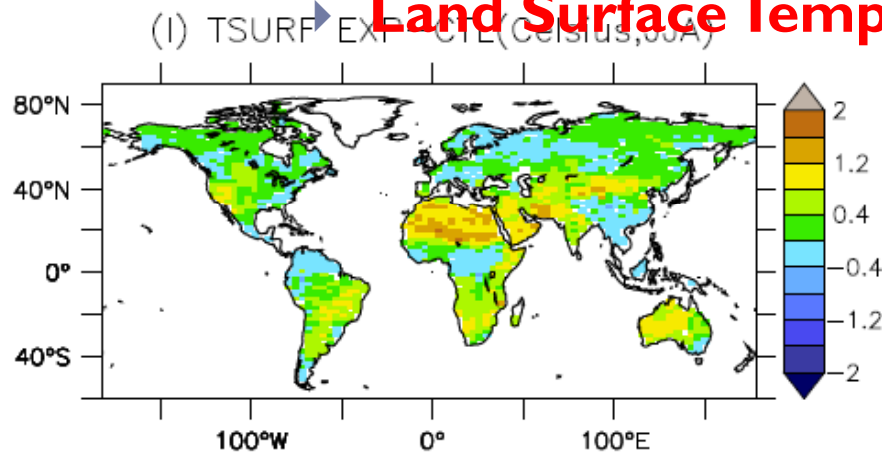 Land Surface Temp
(I) TSURF EXP-CTL(Celsius,JJA)
80°N
40°N
0°
40°S
100°W 0° 100°E
2
1.2
0.4
-0.4
-1.2
-2